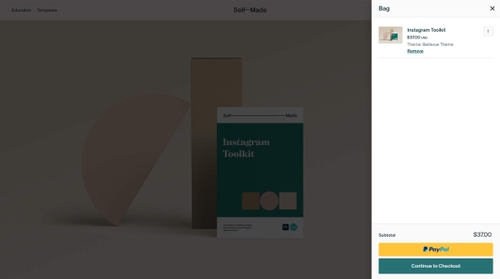 Education Templates
Self—Made
Self Made
Instagram
Toolkit
Bag
Instagram Toolkit
$37.00 USD
Theme: Bellevue Theme
Remove
1
Subtotal
$37.00
PayPal
Continue to Checkout